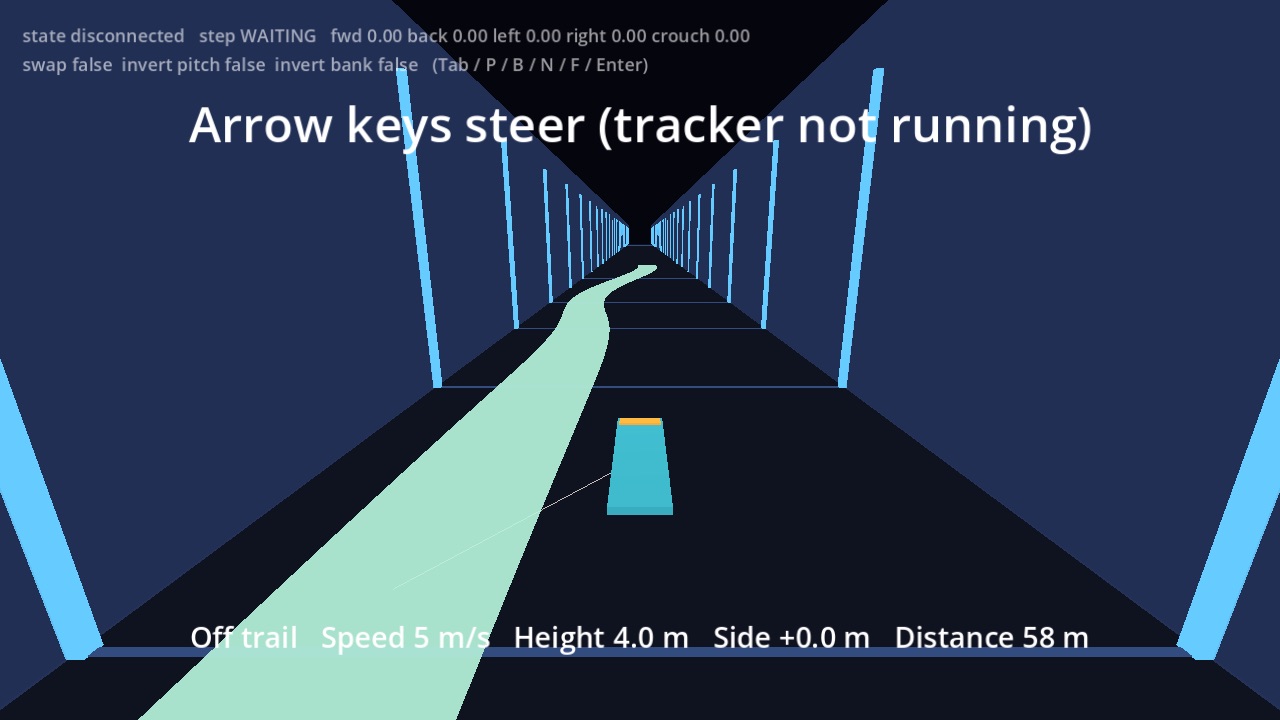 state disconnected   step WAITING   fwd 0.00 back 0.00 left 0.00 right 0.00 crouch 0.00
swap false  invert pitch false  invert bank false   (Tab / P / B / N / F / Enter)
Arrow keys steer (tracker not running)
Off trail   Speed 5 m/s   Height 4.0 m   Side +0.0 m   Distance 58 m